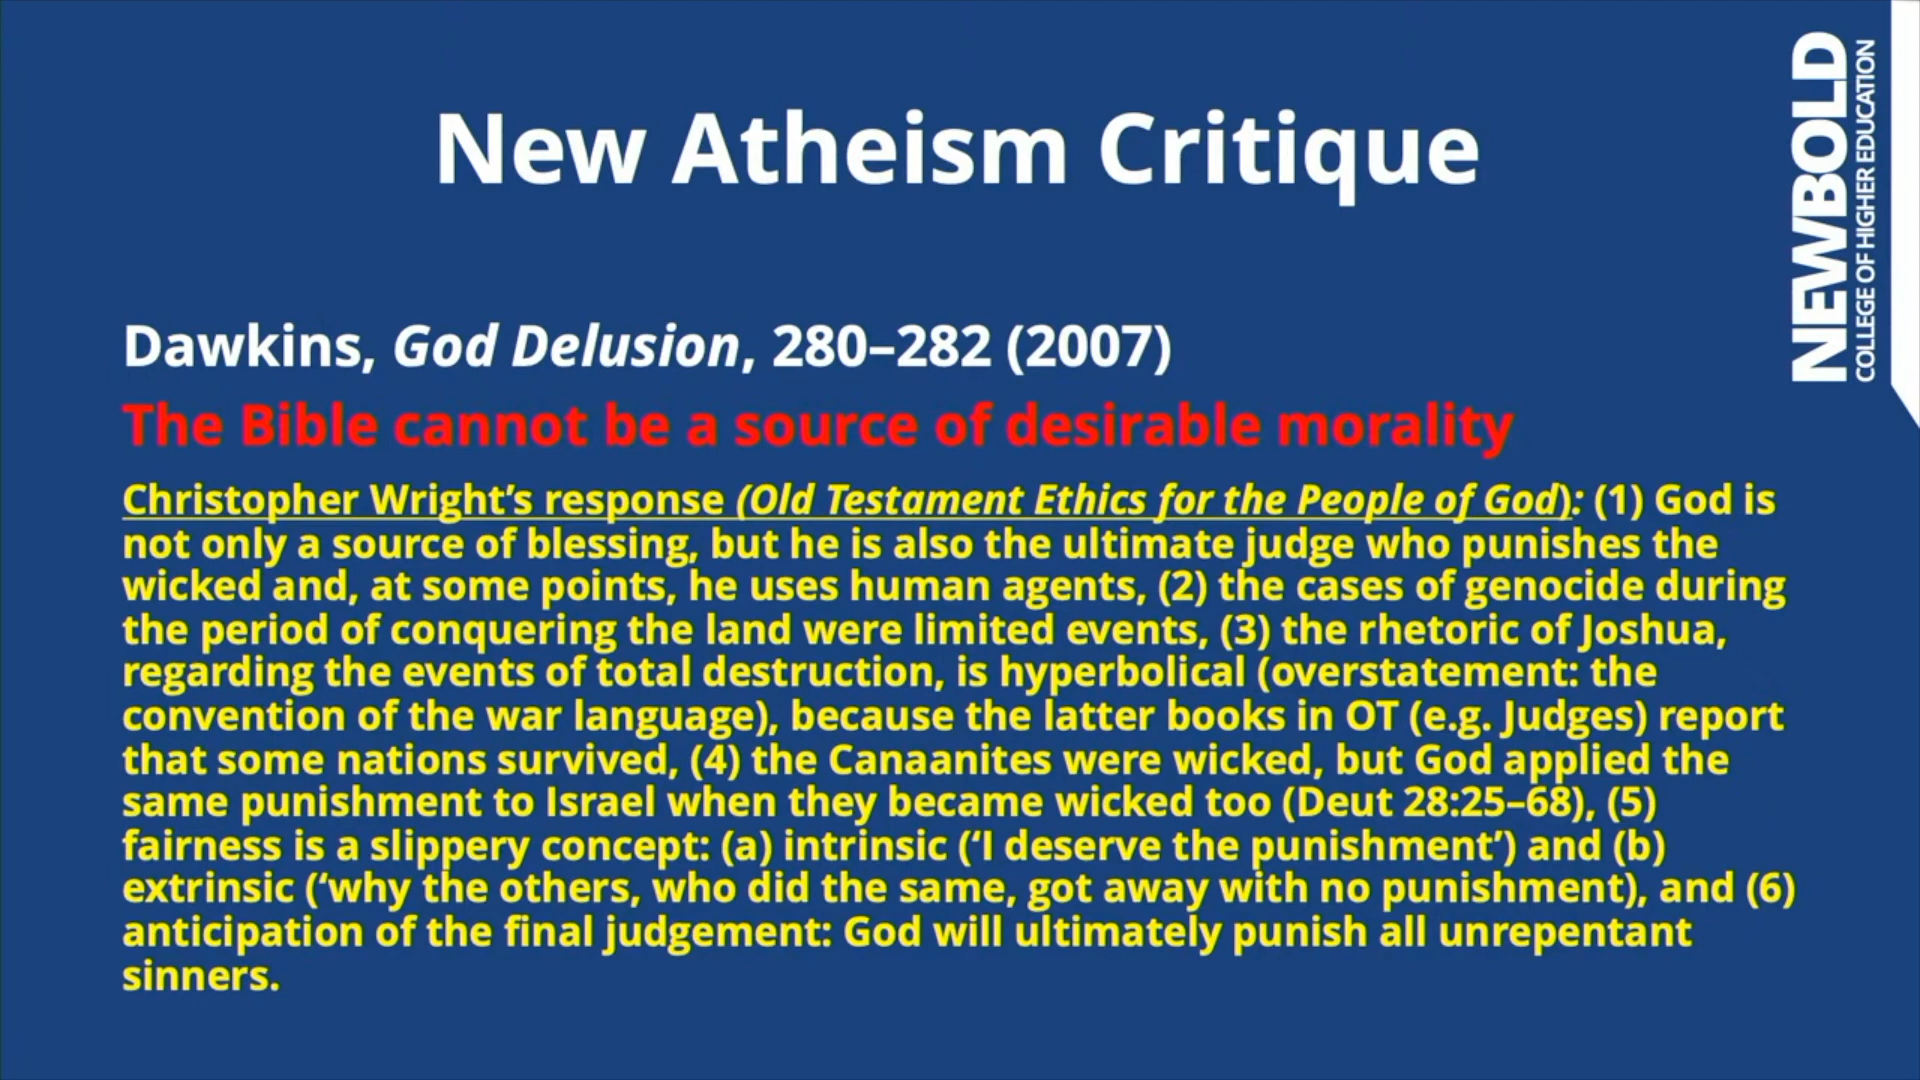 New Atheism Critique
NEWBOLD
COLLEGE OF HIGHER EDUCATION
Dawkins, God Delusion, 280–282 (2007)
The Bible cannot be a source of desirable morality
Christopher Wright’s response (Old Testament Ethics for the People of God): (1) God is
not only a source of blessing, but he is also the ultimate judge who punishes the
wicked and, at some points, he uses human agents, (2) the cases of genocide during
the period of conquering the land were limited events, (3) the rhetoric of Joshua,
regarding the events of total destruction, is hyperbolical (overstatement: the
convention of the war language), because the latter books in OT (e.g. Judges) report
that some nations survived, (4) the Canaanites were wicked, but God applied the
same punishment to Israel when they became wicked too (Deut 28:25–68), (5)
fairness is a slippery concept: (a) intrinsic (‘I deserve the punishment’) and (b)
extrinsic (‘why the others, who did the same, got away with no punishment), and (6)
anticipation of the final judgement: God will ultimately punish all unrepentant
sinners.